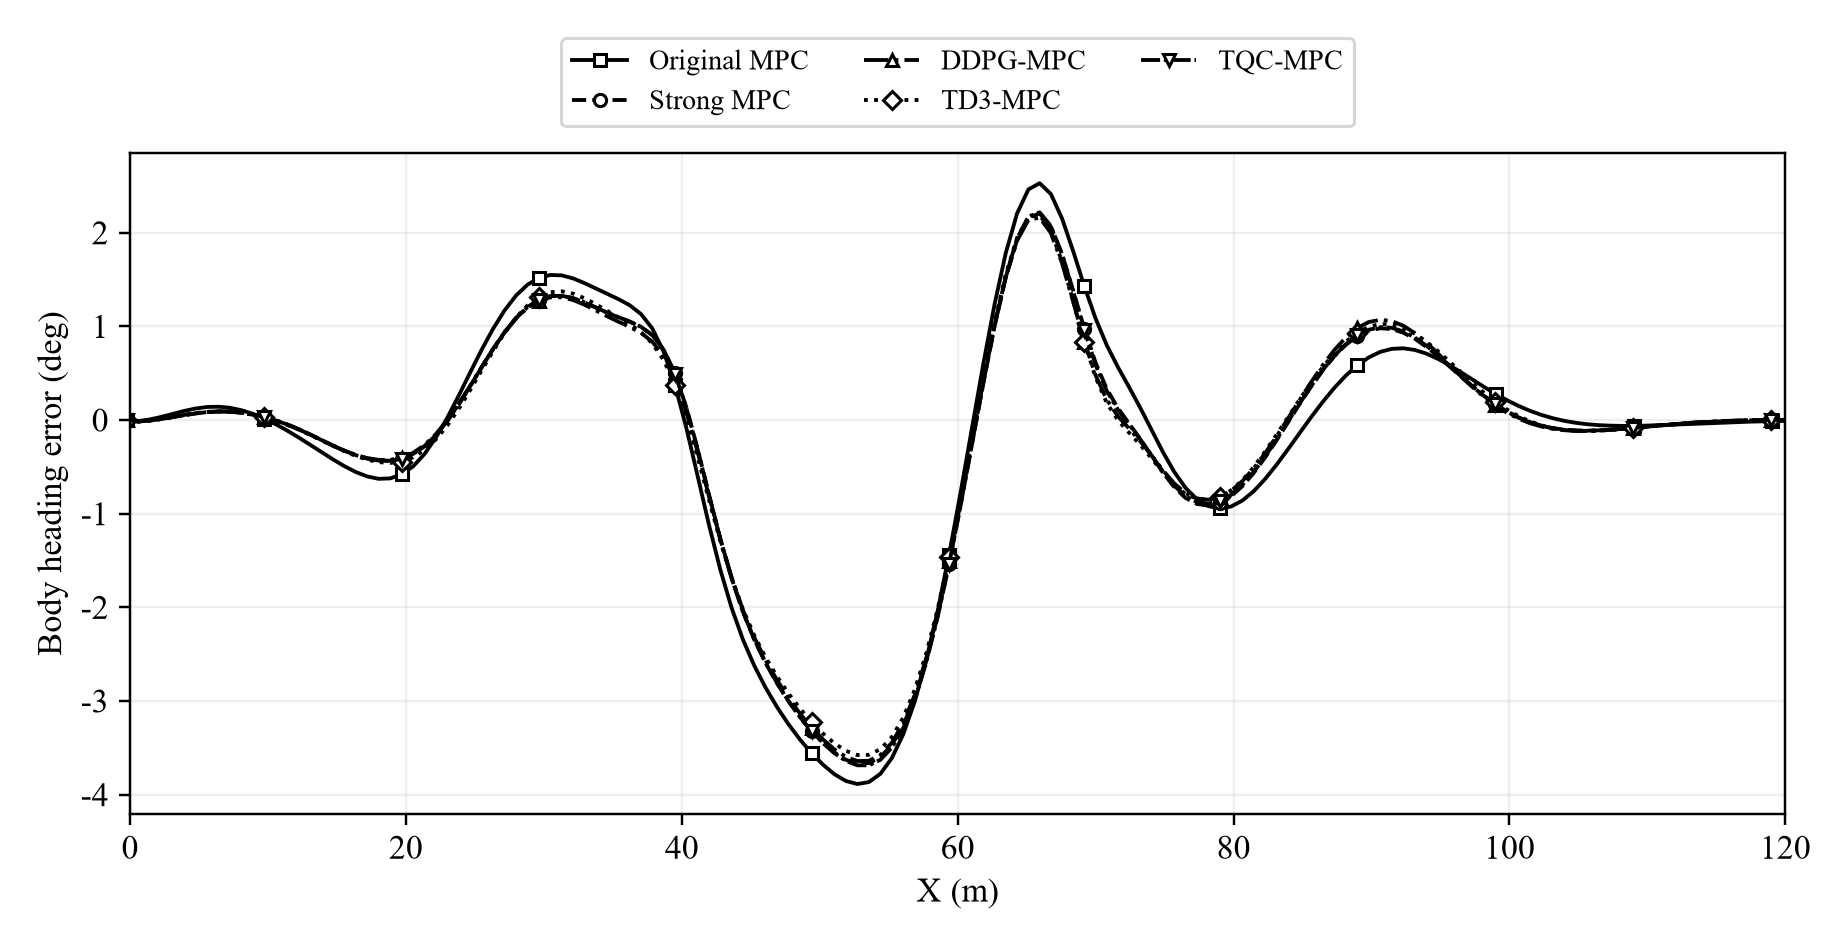 Original MPC DDPG-MPC TQC-MPC
Strong MPC TD3-MPC
2
1
0
-1
-2
-3
-4
Body heading error (deg)
0 20 40 60 80 100 120
X (m)